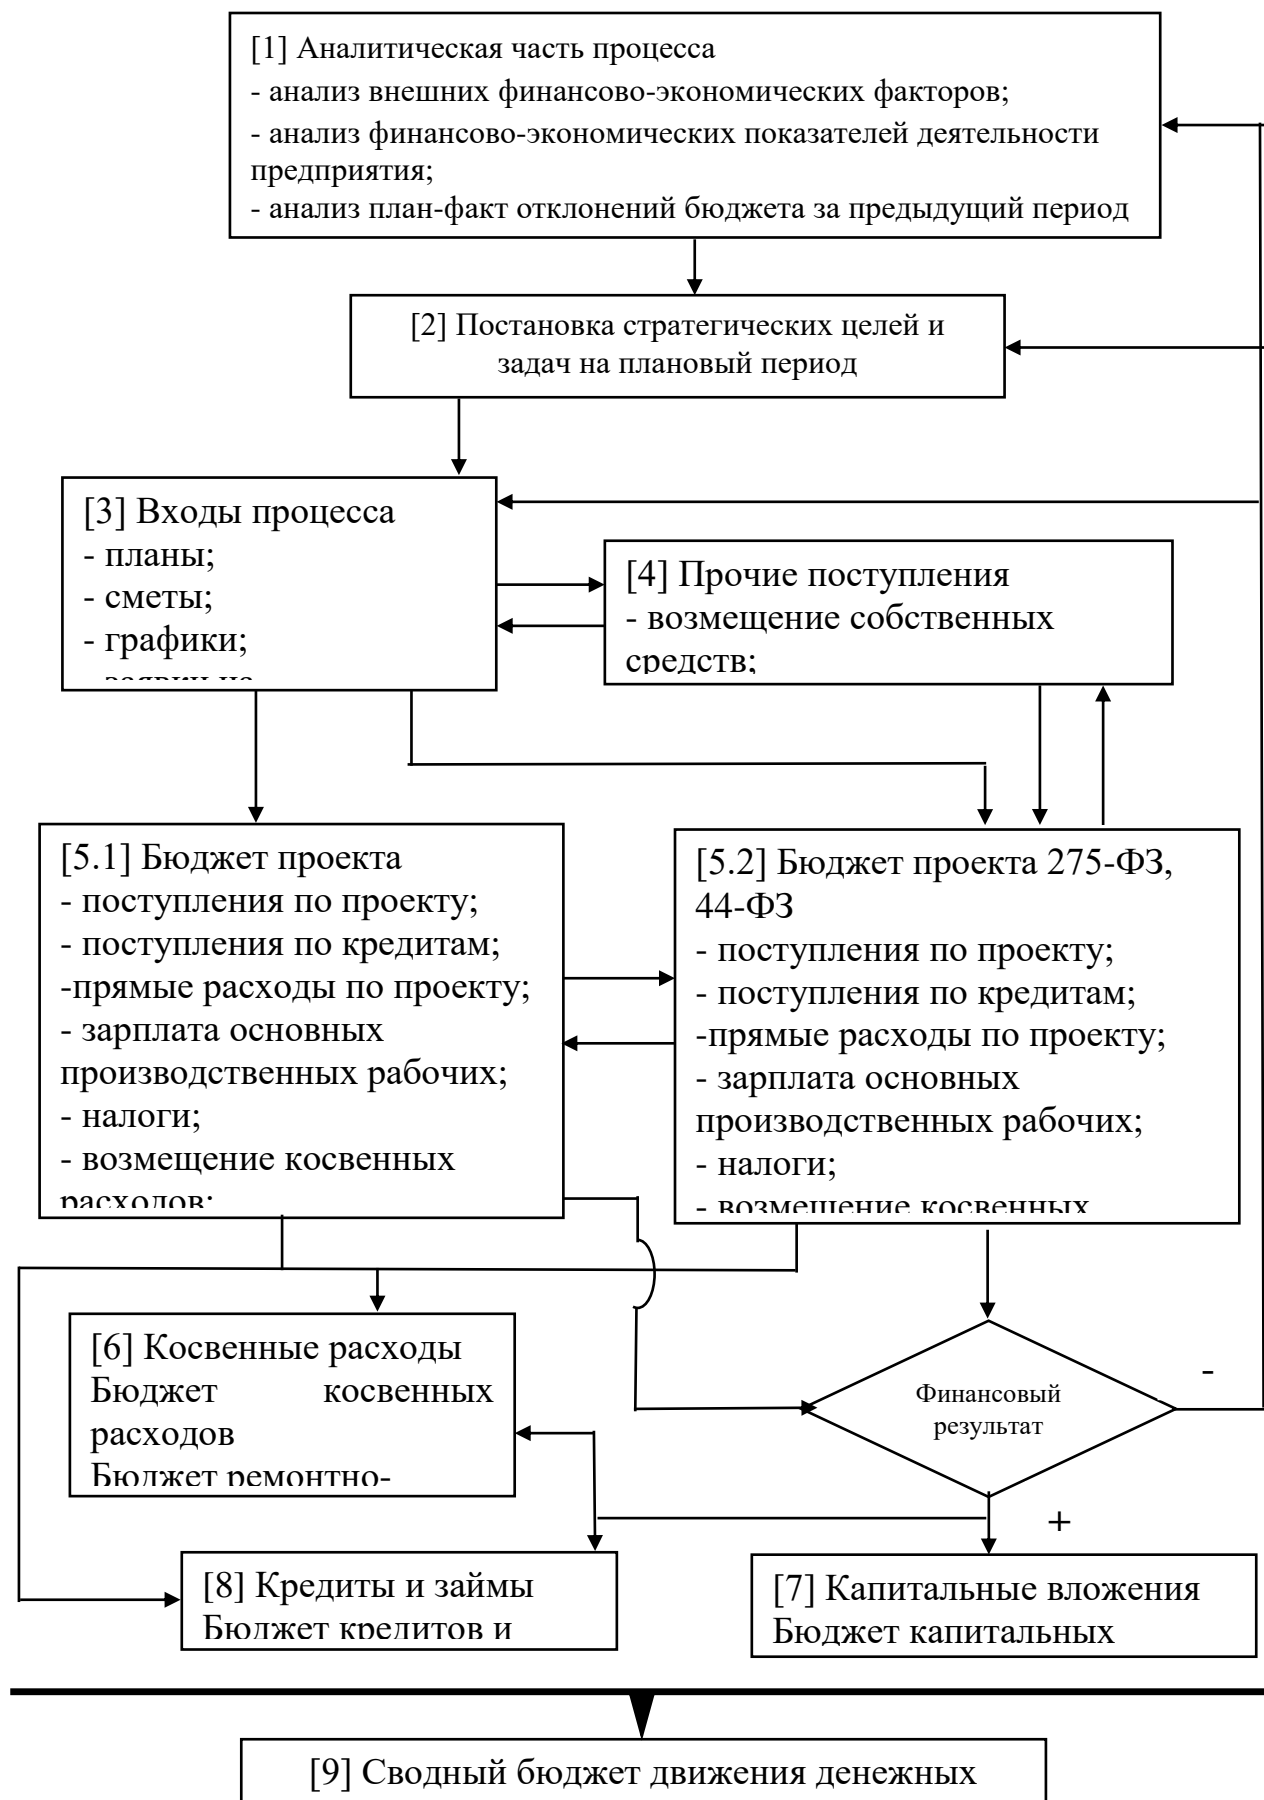 [1] Аналитическая часть процесса
- анализ внешних финансово-экономических факторов;
- анализ финансово-экономических показателей деятельности
предприятия;
- анализ план-факт отклонений бюджета за предыдущий период
[2] Постановка стратегических целей и
задач на плановый период
[3] Входы процесса
- планы;
- сметы;
- графики;
- заявки на
[4] Прочие поступления
- возмещение собственных
средств;
[5.1] Бюджет проекта
- поступления по проекту;
- поступления по кредитам;
-прямые расходы по проекту;
- зарплата основных
производственных рабочих;
- налоги;
- возмещение косвенных
расходов;
[5.2] Бюджет проекта 275-ФЗ,
44-ФЗ
- поступления по проекту;
- поступления по кредитам;
-прямые расходы по проекту;
- зарплата основных
производственных рабочих;
- налоги;
- возмещение косвенных
[6] Косвенные расходы
Бюджет косвенных
расходов
Бюджет ремонтно-
Финансовый
результат
-
+
[8] Кредиты и займы
Бюджет кредитов и
[7] Капитальные вложения
Бюджет капитальных
[9] Сводный бюджет движения денежных